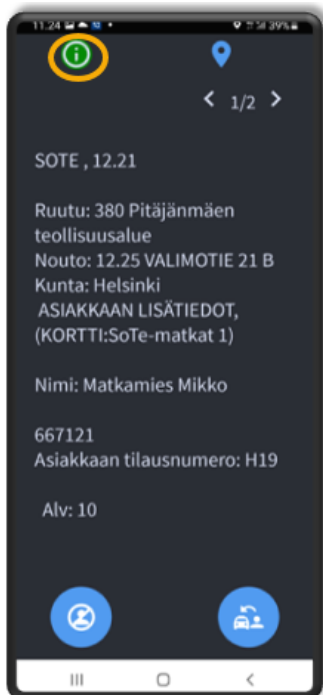 11.24
39%
1/2
SOTE , 12.21
Ruutu: 380 Pitäjänmäen
teollisuusalue
Nouto: 12.25 VALIMOTIE 21 B
Kunta: Helsinki
ASIAKKAAN LISÄTIEDOT,
(KORTTI:SoTe-matkat 1)
Nimi: Matkamies Mikko
667121
Asiakkaan tilausnumero: H19
Alv: 10